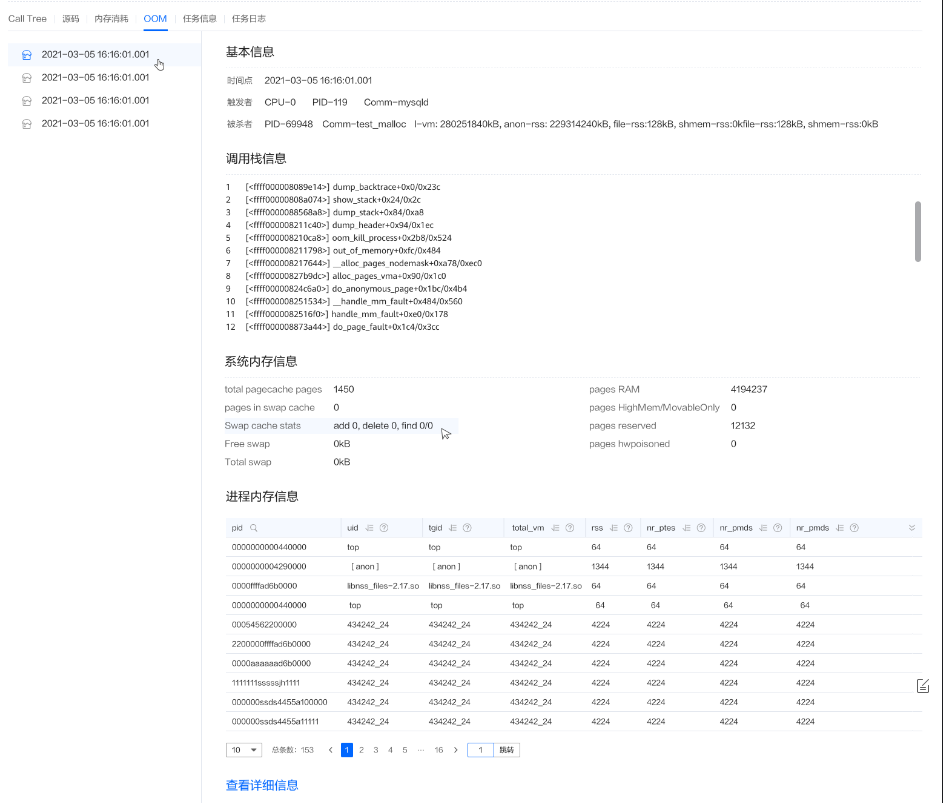 Call Tree 源码 内存消耗 OOM 任务信息 任务日志
2021-03-05 16:16:01.001
2021-03-05 16:16:01.001
2021-03-05 16:16:01.001
2021-03-05 16:16:01.001
基本信息
时间点 2021-03-05 16:16:01.001
触发者 CPU-0 PID-119 Comm-mysqld
被杀者 PID-69948 Comm-test_malloc l-vm: 280251840kB, anon-rss: 229314240kB, file-rss:128kB, shmem-rss:0kfile-rss:128kB, shmem-rss:0kB
调用栈信息
1 [<ffff000008089e14>] dump_backtrace+0x0/0x23c
2 [<ffff00000808a074>] show_stack+0x24/0x2c
3 [<ffff0000088568a8>] dump_stack+0x84/0xa8
4 [<ffff000008211c40>] dump_header+0x94/0x1ec
5 [<ffff000008210ca8>] oom_kill_process+0x2b8/0x524
6 [<ffff000008211798>] out_of_memory+0xfc/0x484
7 [<ffff000008217644>] __alloc_pages_nodemask+0xa78/0xec0
8 [<ffff00000827b9dc>] alloc_pages_vma+0x90/0x1c0
9 [<ffff00000824c6a0>] do_anonymous_page+0x1bc/0x4b4
10 [<ffff000008251534>] __handle_mm_fault+0x484/0x560
11 [<ffff0000082516f0>] handle_mm_fault+0xe0/0x178
12 [<ffff000008873a44>] do_page_fault+0x1c4/0x3cc
系统内存信息
total pagecache pages 1450 pages RAM 4194237
pages in swap cache 0 pages HighMem/MovableOnly 0
Swap cache stats add 0, delete 0, find 0/0 pages reserved 12132
Free swap 0kB pages hwpoisoned 0
Total swap 0kB
进程内存信息
pid uid tgid total_vm rss nr_ptes nr_pmds nr_pmds
0000000000440000 top top top 64 64 64 64
0000000004290000 [ anon ] [ anon ] [ anon ] 1344 1344 1344 1344
0000ffffad6b0000 libnss_files-2.17.so libnss_files-2.17.so libnss_files-2.17.so 64 64 64 64
0000000000440000 top top top 64 64 64 64
00054562200000 434242_24 434242_24 434242_24 4224 4224 4224 4224
2200000ffffad6b0000 434242_24 434242_24 434242_24 4224 4224 4224 4224
0000aaaaaad6b0000 434242_24 434242_24 434242_24 4224 4224 4224 4224
1111111sssssjh1111 434242_24 434242_24 434242_24 4224 4224 4224 4224
000000ssds4455a100000 434242_24 434242_24 434242_24 4224 4224 4224 4224
000000ssds4455a11111 434242_24 434242_24 434242_24 4224 4224 4224 4224
10 总条数: 153 < 1 2 3 4 5 ... 16 > 1 跳转
查看详细信息